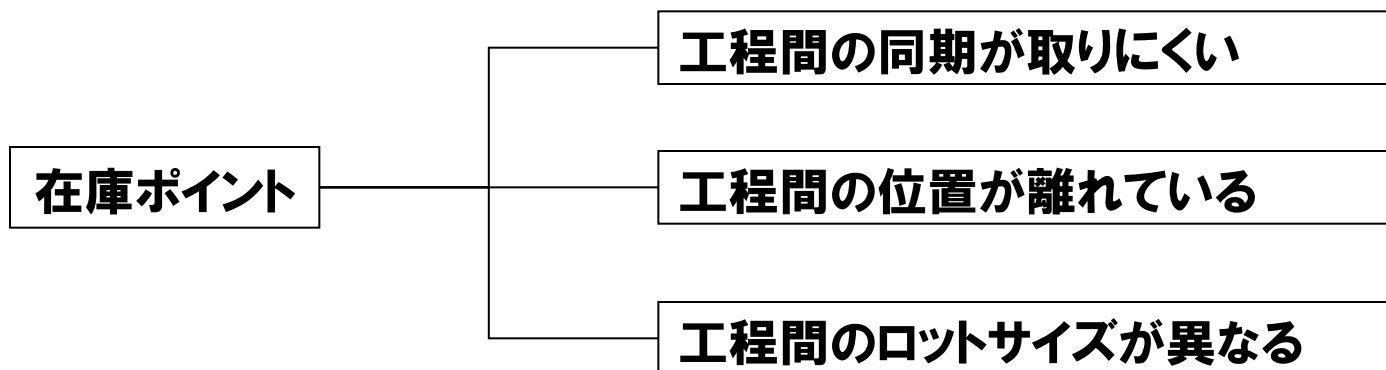 工程間の同期が取りにくい
在庫ポイント
工程間の位置が離れている
工程間のロットサイズが異なる